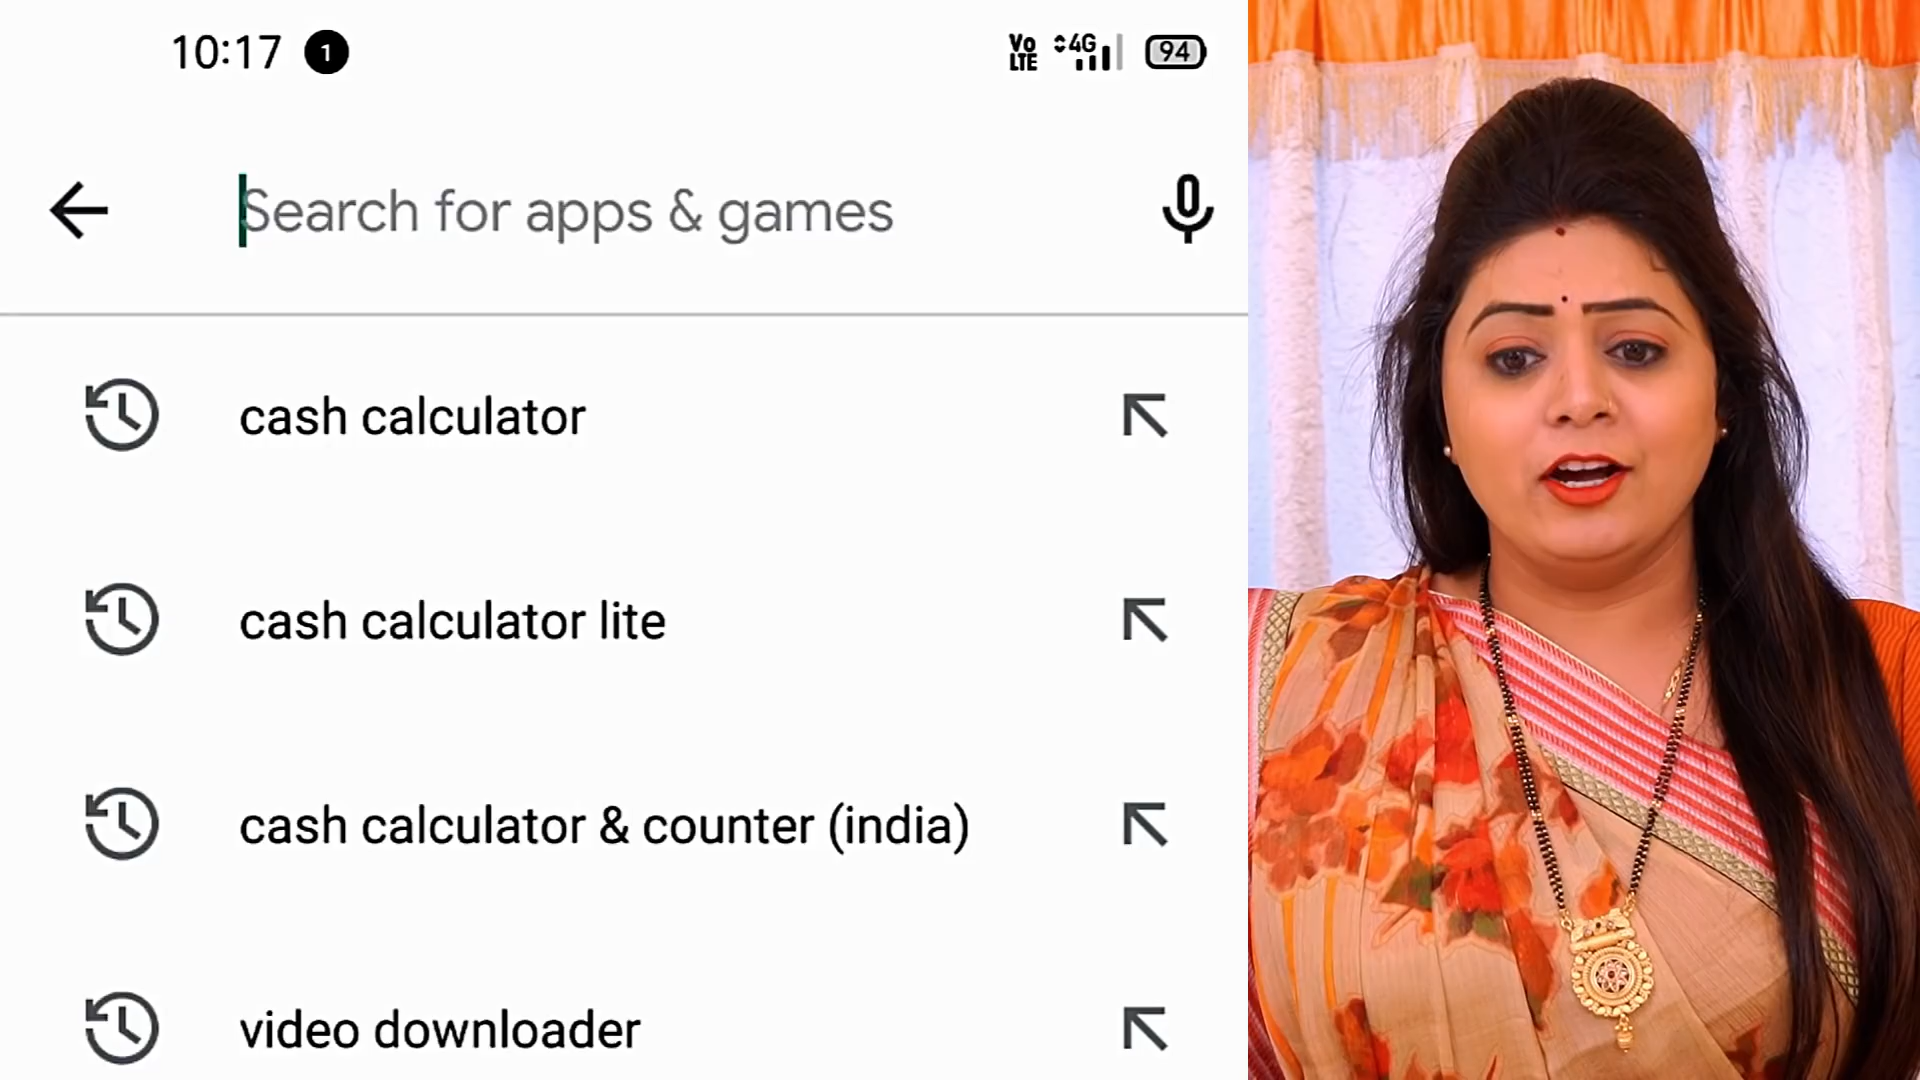 10:17 1 Vo LTE 4G 94
Search for apps & games
cash calculator
cash calculator lite
cash calculator & counter (india)
video downloader